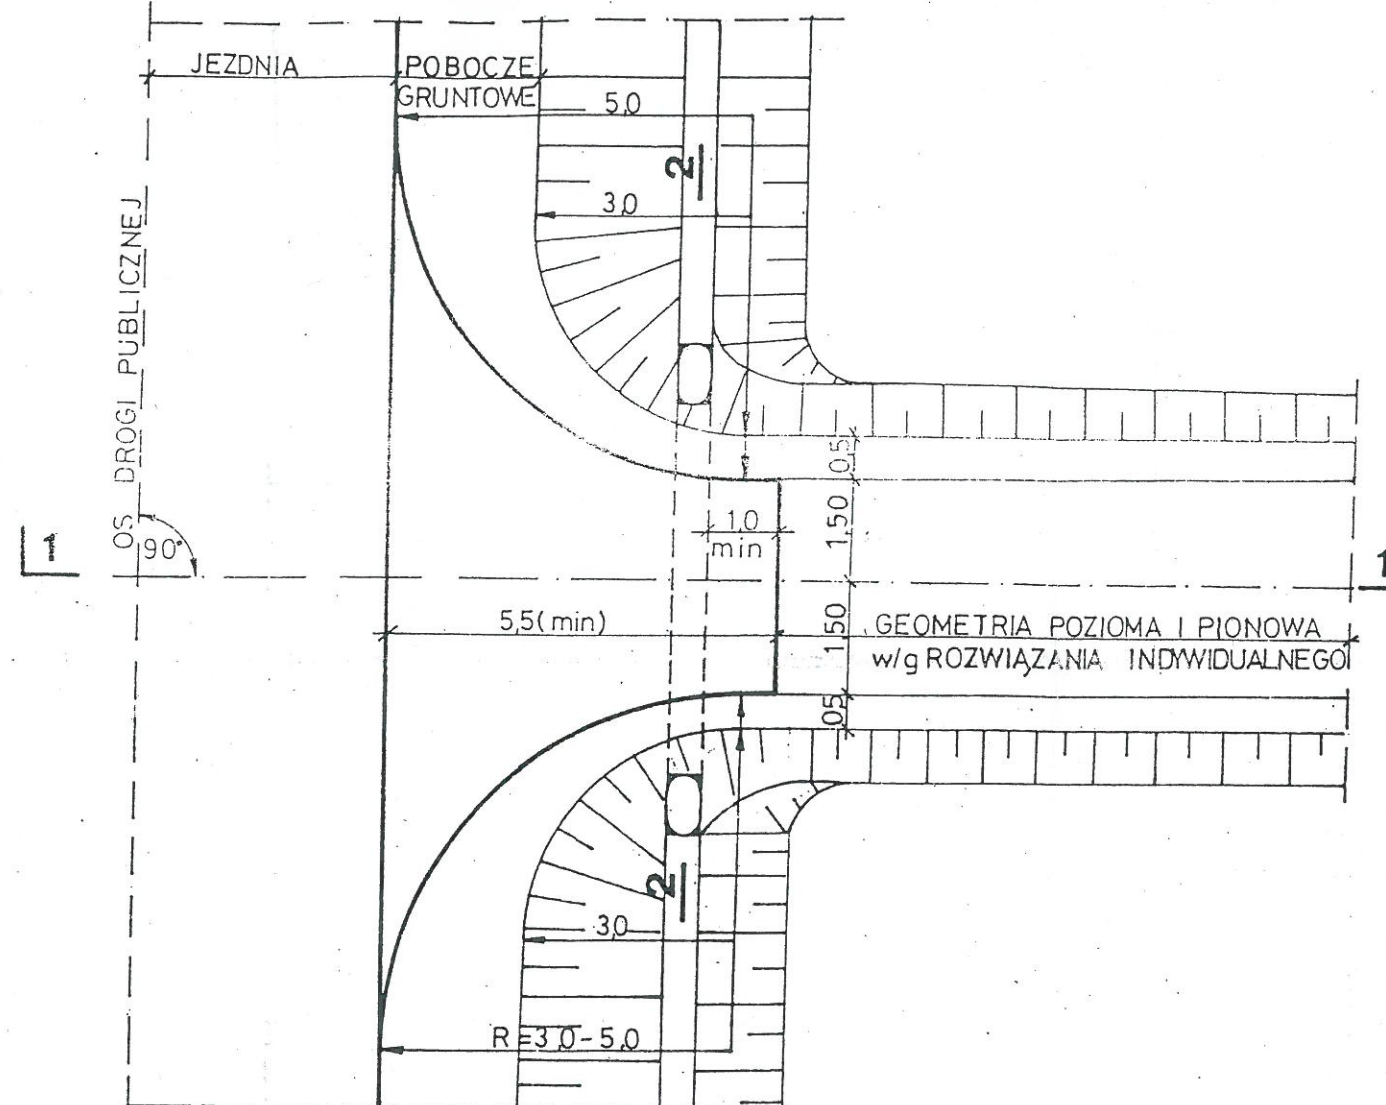 JEZDNIA
POBOCZE
GRUNTOWE
5,0
2
3,0
OŚ DROGI PUBLICZNEJ
0,5
1
90°
1,0
min
1,50
1
5,5(min)
1,50
GEOMETRIA POZIOMA I PIONOWA
w/g ROZWIĄZANIA INDYWIDUALNEGO
0,5
2
3,0
R=3,0-5,0